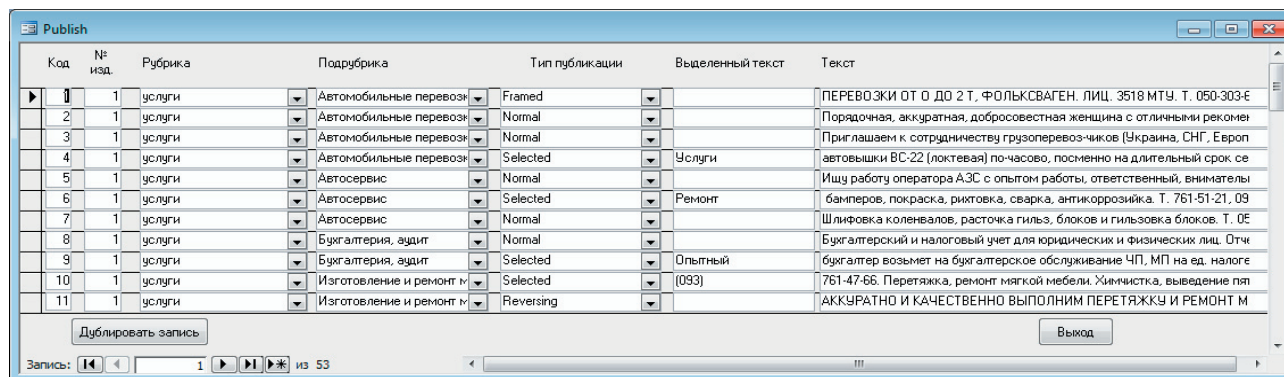 Publish
Код № изд. Рубрика Подрубрика Тип публикации Выделенный текст Текст
1 1 услуги Автомобильные перевозк Framed ПЕРЕВОЗКИ ОТ 0 ДО 2 Т, ФОЛЬКСВАГЕН. ЛИЦ. 3518 МТУ. Т. 050-303-6
2 1 услуги Автомобильные перевозк Normal Порядочная, аккуратная, добросовестная женщина с отличными рекомен
3 1 услуги Автомобильные перевозк Normal Приглашаем к сотрудничеству грузоперевоз-чиков (Украина, СНГ, Европ
4 1 услуги Автомобильные перевозк Selected Услуги автовышки ВС-22 (локтевая) по-часово, посменно на длительный срок се
5 1 услуги Автосервис Normal Ищу работу оператора АЗС с опытом работы, ответственный, внимательы
6 1 услуги Автосервис Selected Ремонт бамперов, покраска, рихтовка, сварка, антикоррозийка. Т. 761-51-21, 09
7 1 услуги Автосервис Normal Шлифовка коленвалов, расточка гильз, блоков и гильзовка блоков. Т. 05
8 1 услуги Бухгалтерия, аудит Normal Бухгалтерский и налоговый учет для юридических и физических лиц. Отче
9 1 услуги Бухгалтерия, аудит Selected Опытный бухгалтер возьмет на бухгалтерское обслуживание ЧП, МП на ед. налоге
10 1 услуги Изготовление и ремонт м Selected (093) 761-47-66. Перетяжка, ремонт мягкой мебели. Химчистка, выведение пят
11 1 услуги Изготовление и ремонт м Reversing АККУРАТНО И КАЧЕСТВЕННО ВЫПОЛНИМ ПЕРЕТЯЖКУ И РЕМОНТ М
Дублировать запись Выход
Запись: 1 из 53